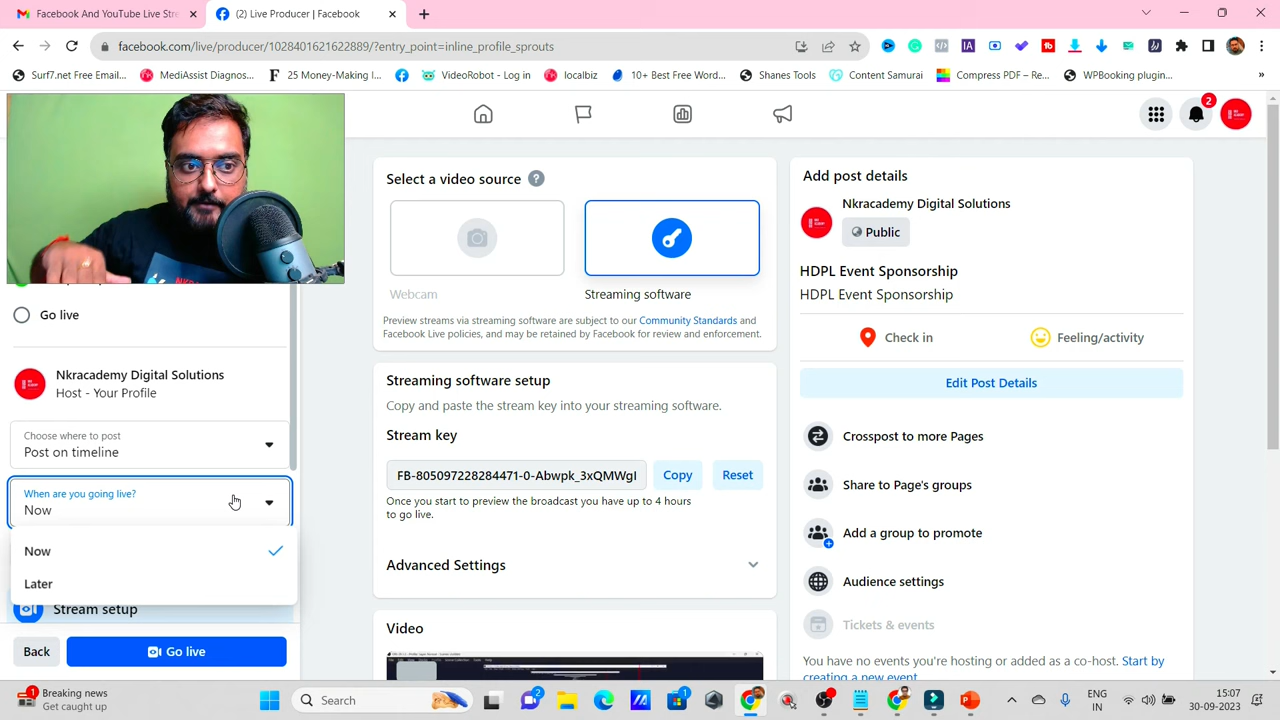 Facebook And YouTube Live Stre
(2) Live Producer | Facebook
facebook.com/live/producer/1028401621622889/?entry_point=inline_profile_sprouts
Surf7.net Free Email...
MediAssist Diagnos...
25 Money-Making I...
VideoRobot - Log in
localbiz
10+ Best Free Word...
Shanes Tools
Content Samurai
Compress PDF – Re...
WPBooking plugin...
2
Select a video source
Webcam
Streaming software
Preview streams via streaming software are subject to our Community Standards and
Facebook Live policies, and may be retained by Facebook for review and enforcement.
Add post details
Nkracademy Digital Solutions
Public
HDPL Event Sponsorship
HDPL Event Sponsorship
Check in
Feeling/activity
Edit Post Details
Crosspost to more Pages
Share to Page's groups
Add a group to promote
Audience settings
Tickets & events
You have no events you're hosting or added as a co-host. Start by
creating a new event
Go live
Nkracademy Digital Solutions
Host - Your Profile
Choose where to post
Post on timeline
When are you going live?
Now
Now
Later
Stream setup
Back
Go live
Streaming software setup
Copy and paste the stream key into your streaming software.
Stream key
FB-805097228284471-0-Abwpk_3xQMWgI
Copy
Reset
Once you start to preview the broadcast you have up to 4 hours
to go live.
Advanced Settings
Video
1
Breaking news
Get caught up
Search
2
1
ENG
IN
15:07
30-09-2023